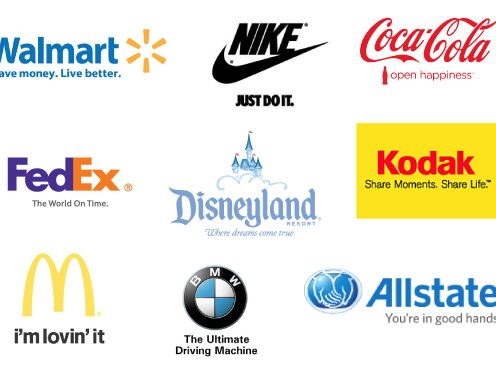 Walmart
ave money. Live better.
NIKE
JUST DO IT.
Coca-Cola
open happiness™
FedEx®
The World On Time.
Disneyland
RESORT
Where dreams come true
Kodak
Share Moments. Share Life.™
i'm lovin' it
BMW
The Ultimate
Driving Machine
Allstate
You're in good hands